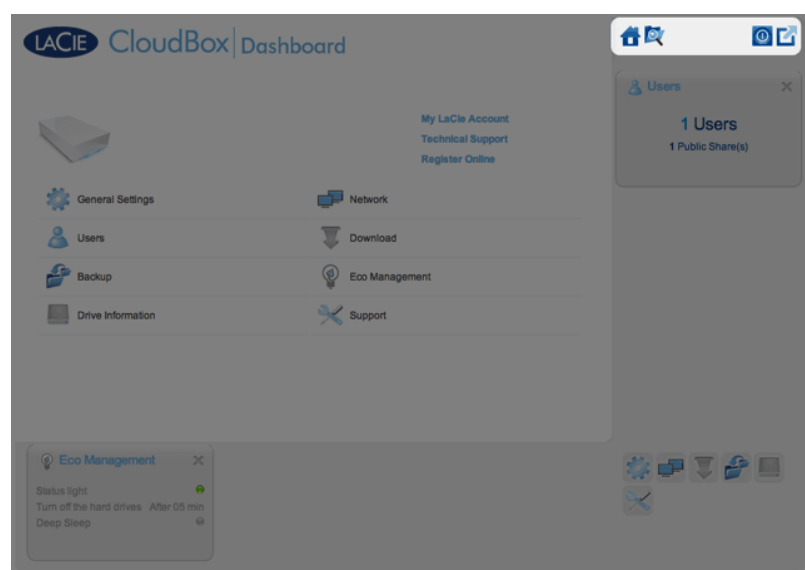 LACIE CloudBox Dashboard
Users
1 Users
1 Public Share(s)
My LaCie Account
Technical Support
Register Online
General Settings
Network
Users
Download
Backup
Eco Management
Drive Information
Support
Eco Management
Status light
Turn off the hard drives After 05 min
Deep Sleep